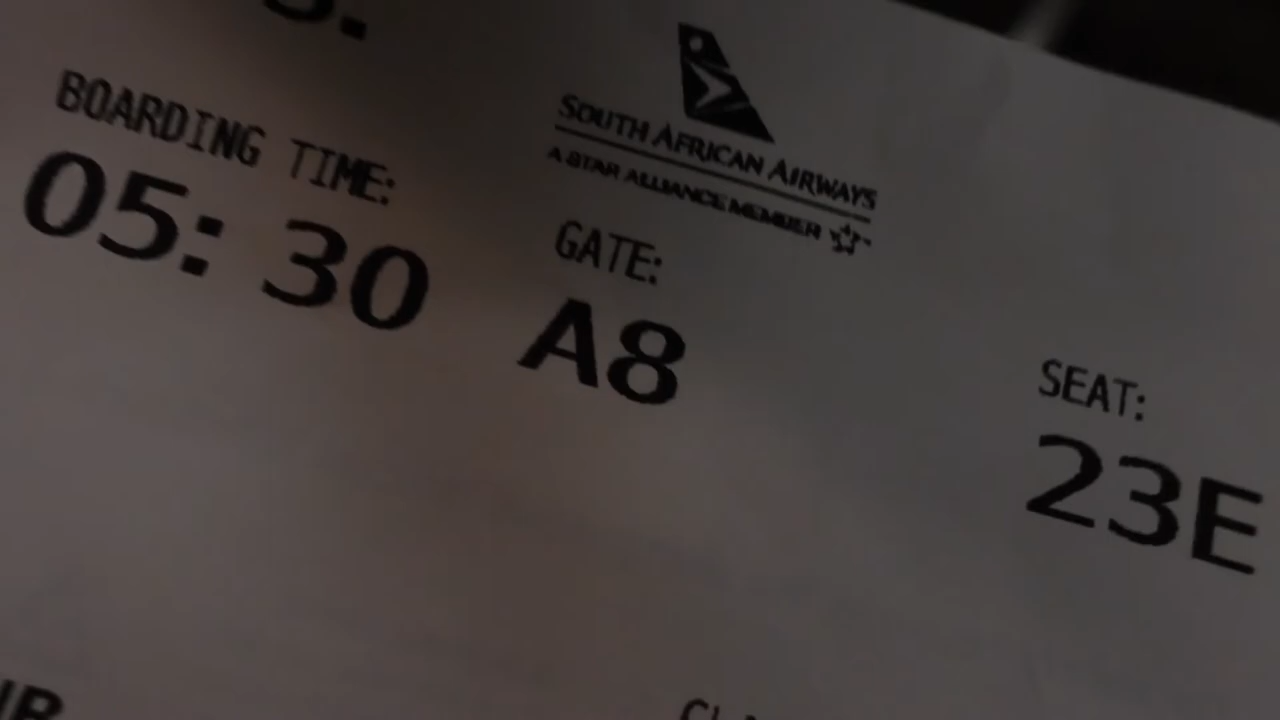 SOUTH AFRICAN AIRWAYS
A STAR ALLIANCE MEMBER
BOARDING TIME:
05: 30
GATE:
A8
SEAT:
23E